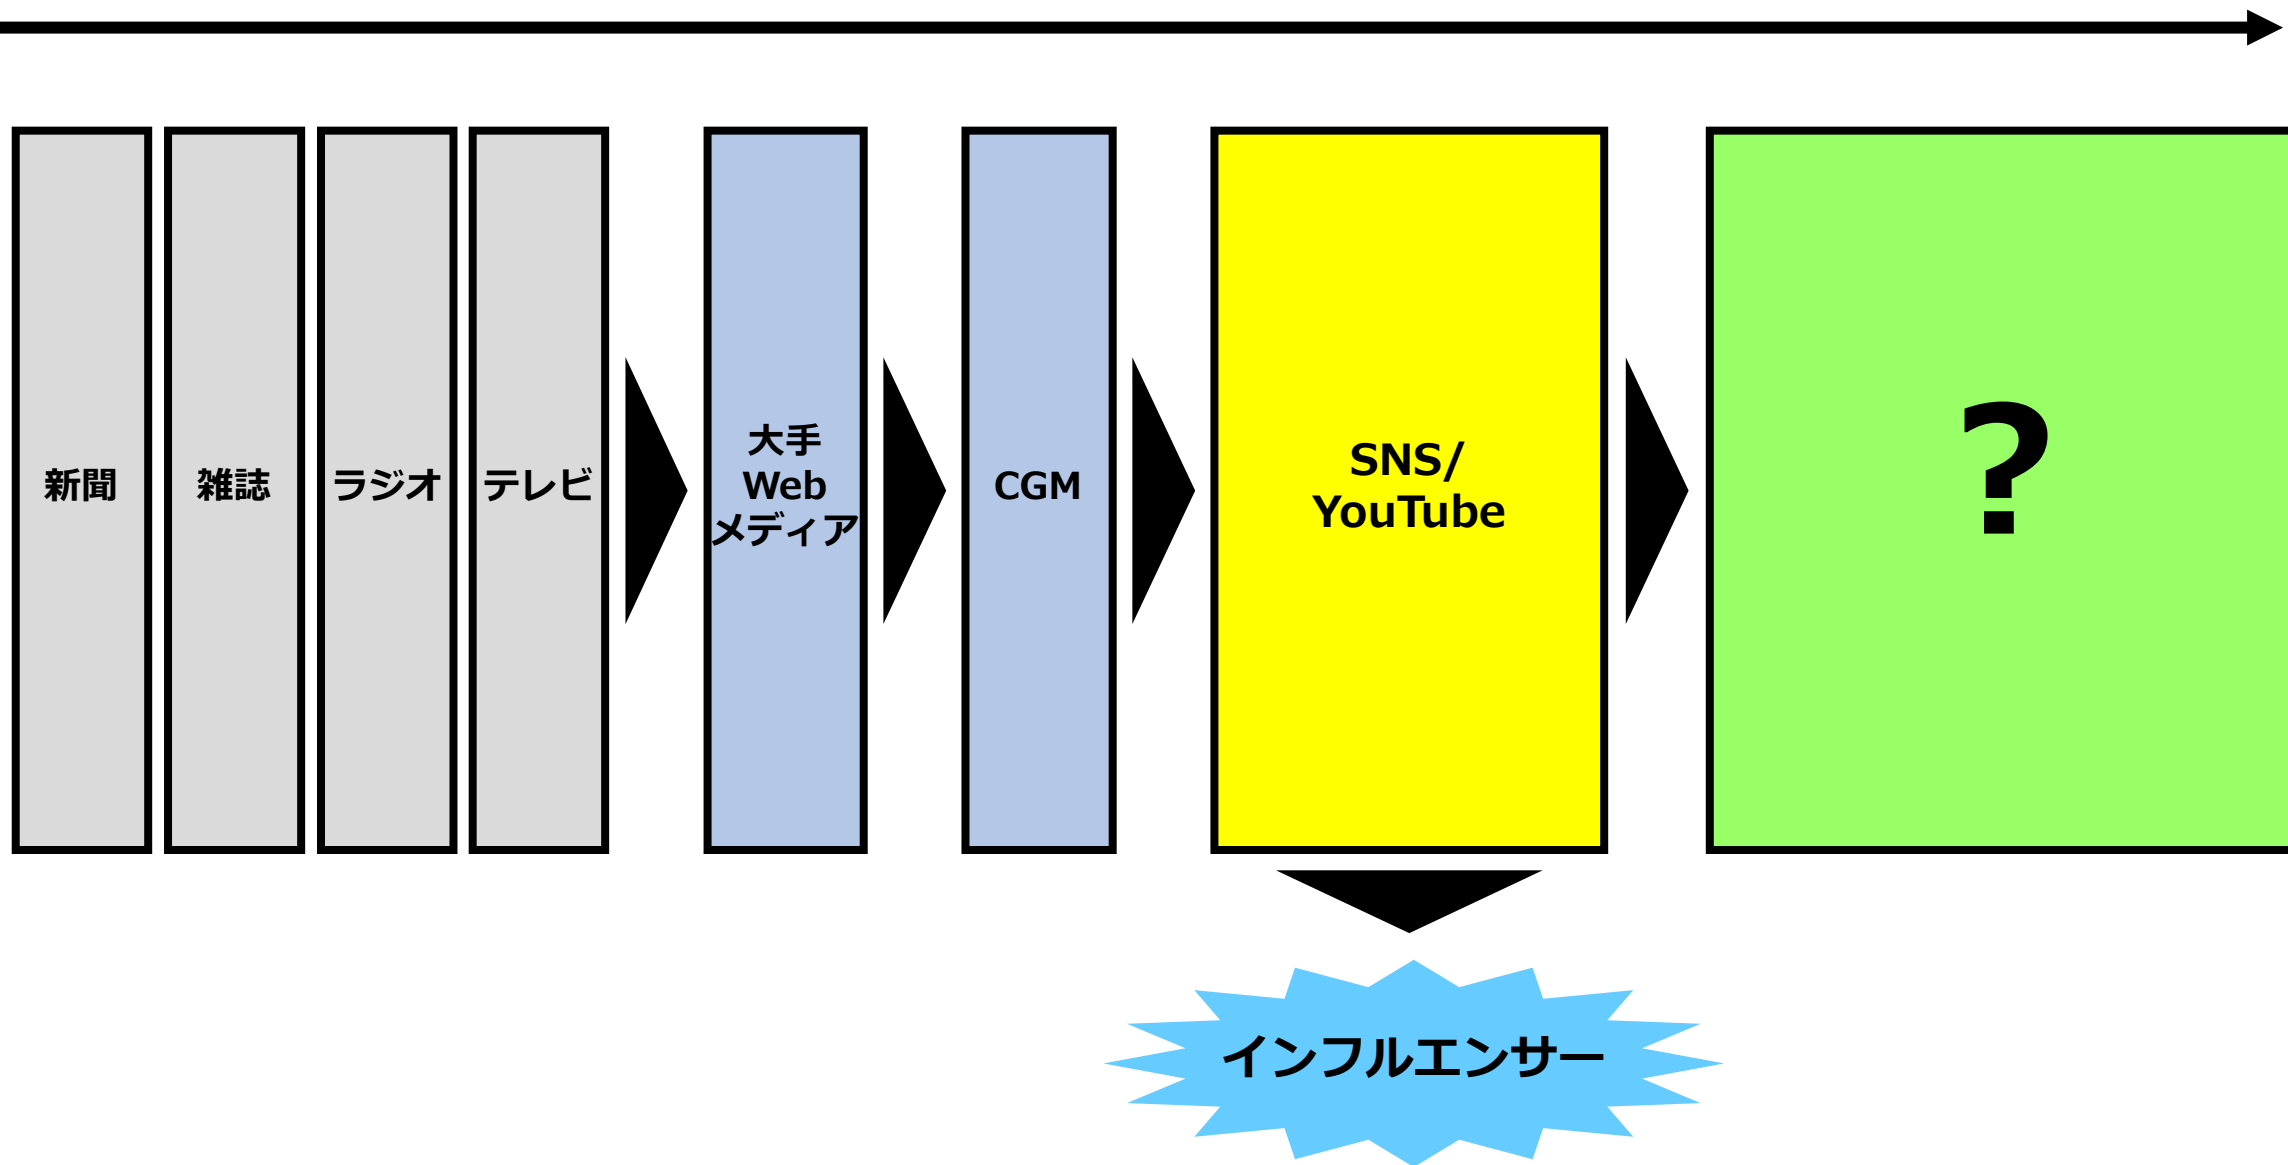 新聞
雑誌
ラジオ
テレビ
大手
Web
メディア
CGM
SNS/
YouTube
?
インフルエンサー